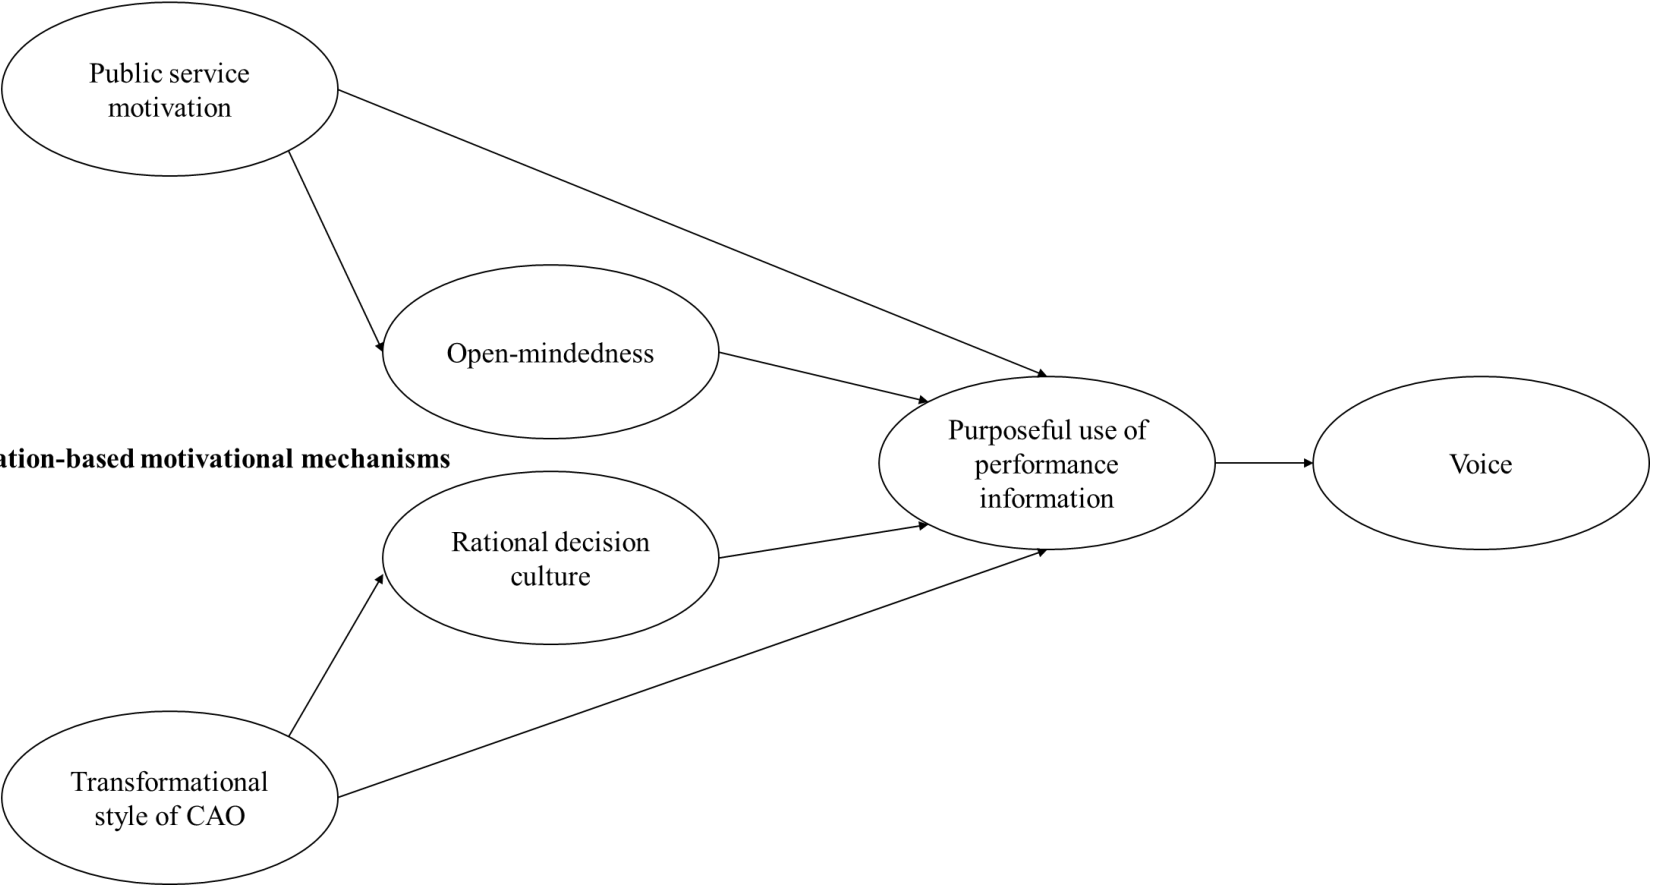 Public service
motivation
Open-mindedness
ation-based motivational mechanisms
Purposeful use of
performance
information
Voice
Rational decision
culture
Transformational
style of CAO